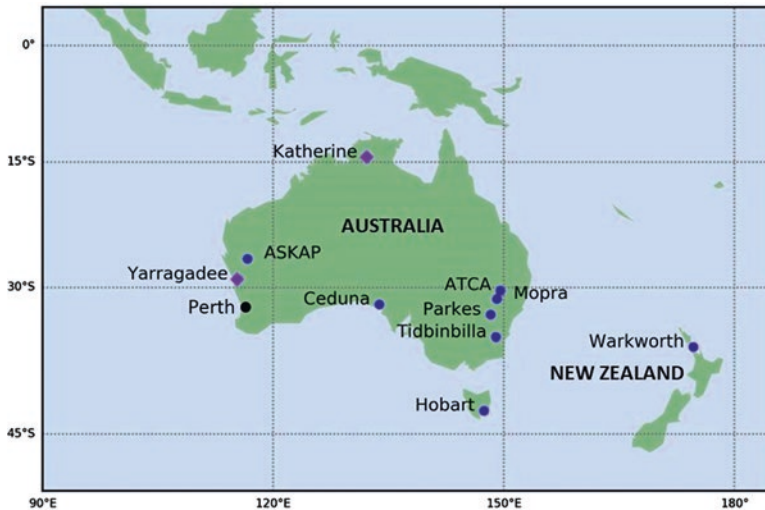 0°
Katherine
15°S
AUSTRALIA
ASKAP
Yarragadee
ATCA
Mopra
30°S
Ceduna
Perth
Parkes
Tidbinbilla
Warkworth
NEW ZEALAND
Hobart
45°S
90°E
120°E
150°E
180°